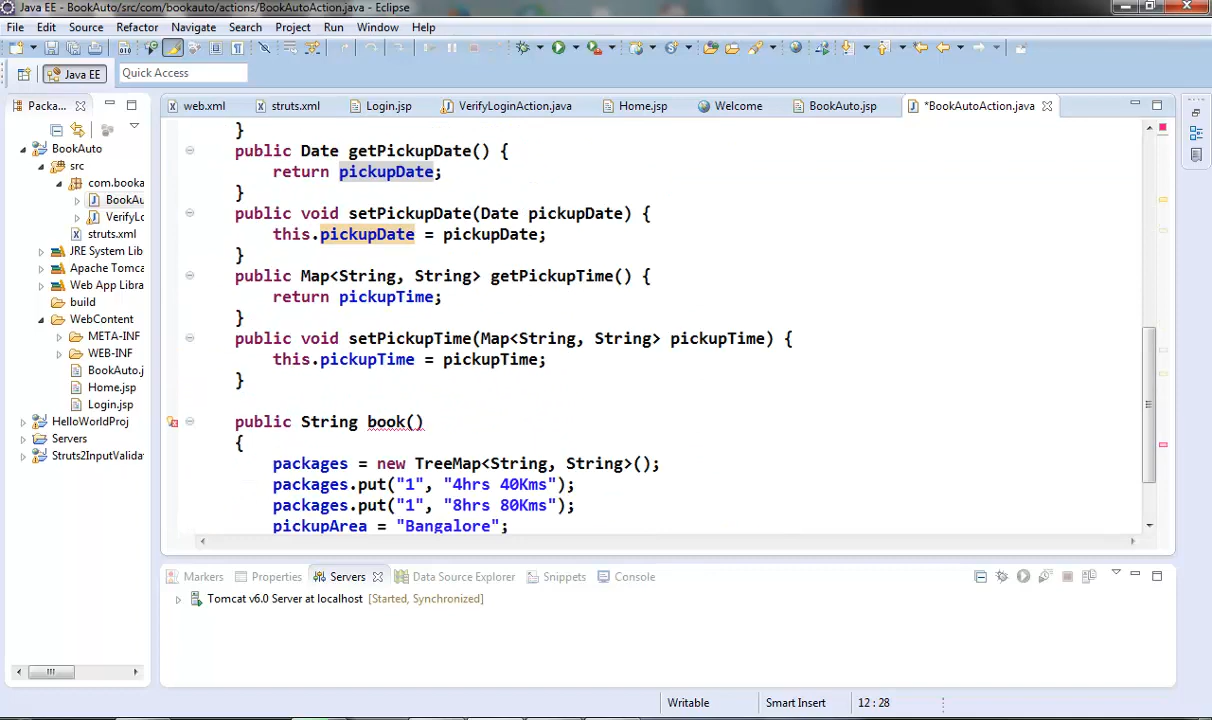 Java EE - BookAuto/src/com/bookauto/actions/BookAutoAction.java - Eclipse
File Edit Source Refactor Navigate Search Project Run Window Help
Java EE Quick Access
Packa...
web.xml struts.xml Login.jsp VerifyLoginAction.java Home.jsp Welcome BookAuto.jsp *BookAutoAction.java
BookAuto
src
com.booka
BookAu
VerifyLo
struts.xml
JRE System Lib
Apache Tomca
Web App Libra
build
WebContent
META-INF
WEB-INF
BookAuto.j
Home.jsp
Login.jsp
HelloWorldProj
Servers
Struts2InputValida
}
public Date getPickupDate() {
return pickupDate;
}
public void setPickupDate(Date pickupDate) {
this.pickupDate = pickupDate;
}
public Map<String, String> getPickupTime() {
return pickupTime;
}
public void setPickupTime(Map<String, String> pickupTime) {
this.pickupTime = pickupTime;
}
public String book()
{
packages = new TreeMap<String, String>();
packages.put("1", "4hrs 40Kms");
packages.put("1", "8hrs 80Kms");
pickupArea = "Bangalore";
Markers Properties Servers Data Source Explorer Snippets Console
Tomcat v6.0 Server at localhost [Started, Synchronized]
Writable Smart Insert 12 : 28